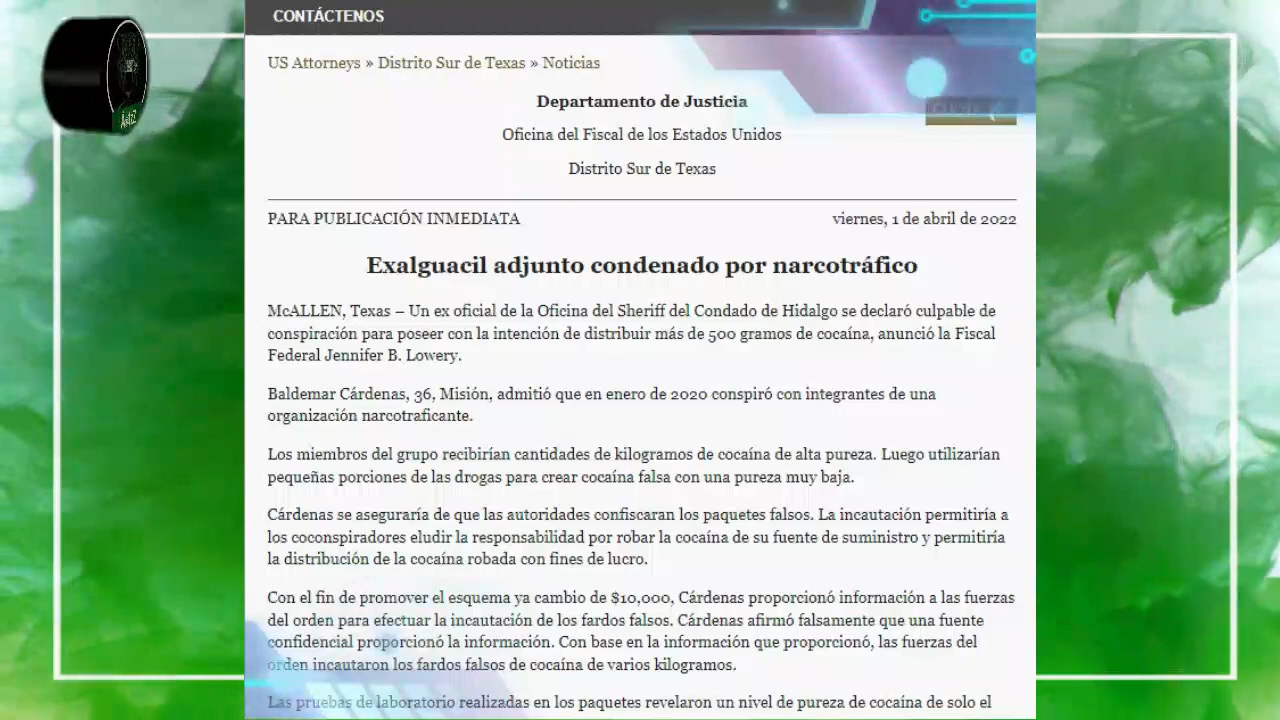 CONTÁCTENOS
US Attorneys » Distrito Sur de Texas » Noticias
Departamento de Justicia
Oficina del Fiscal de los Estados Unidos
Distrito Sur de Texas
PARA PUBLICACIÓN INMEDIATA viernes, 1 de abril de 2022
Exalguacil adjunto condenado por narcotráfico
McALLEN, Texas – Un ex oficial de la Oficina del Sheriff del Condado de Hidalgo se declaró culpable de
conspiración para poseer con la intención de distribuir más de 500 gramos de cocaína, anunció la Fiscal
Federal Jennifer B. Lowery.
Baldemar Cárdenas, 36, Misión, admitió que en enero de 2020 conspiró con integrantes de una
organización narcotraficante.
Los miembros del grupo recibirían cantidades de kilogramos de cocaína de alta pureza. Luego utilizarían
pequeñas porciones de las drogas para crear cocaína falsa con una pureza muy baja.
Cárdenas se aseguraría de que las autoridades confiscaran los paquetes falsos. La incautación permitiría a
los coconspiradores eludir la responsabilidad por robar la cocaína de su fuente de suministro y permitiría
la distribución de la cocaína robada con fines de lucro.
Con el fin de promover el esquema ya cambio de $10,000, Cárdenas proporcionó información a las fuerzas
del orden para efectuar la incautación de los fardos falsos. Cárdenas afirmó falsamente que una fuente
confidencial proporcionó la información. Con base en la información que proporcionó, las fuerzas del
orden incautaron los fardos falsos de cocaína de varios kilogramos.
Las pruebas de laboratorio realizadas en los paquetes revelaron un nivel de pureza de cocaína de solo el